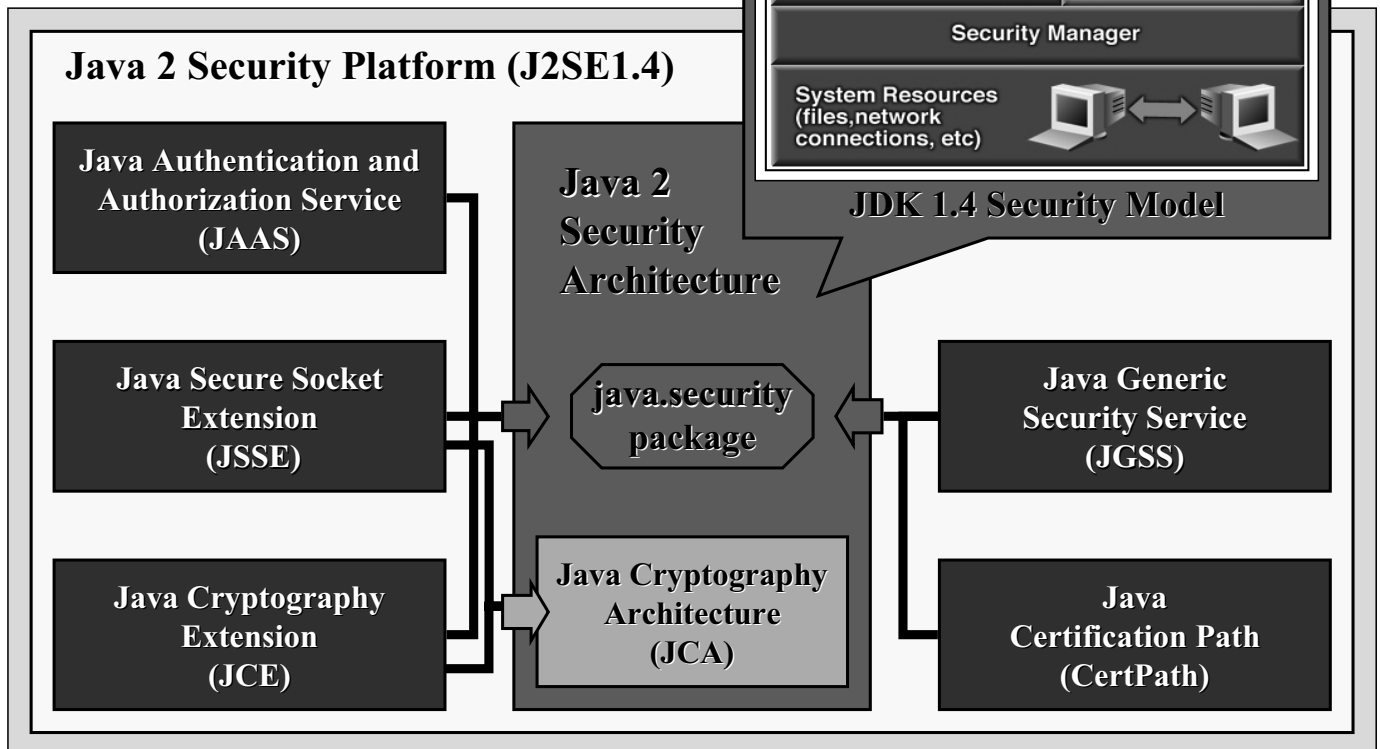 Security Manager
System Resources
(files,network
connections, etc)
JDK 1.4 Security Model
Java 2 Security Platform (J2SE1.4)
Java Authentication and
Authorization Service
(JAAS)
Java 2
Security
Architecture
Java Secure Socket
Extension
(JSSE)
java.security
package
Java Generic
Security Service
(JGSS)
Java Cryptography
Extension
(JCE)
Java Cryptography
Architecture
(JCA)
Java
Certification Path
(CertPath)